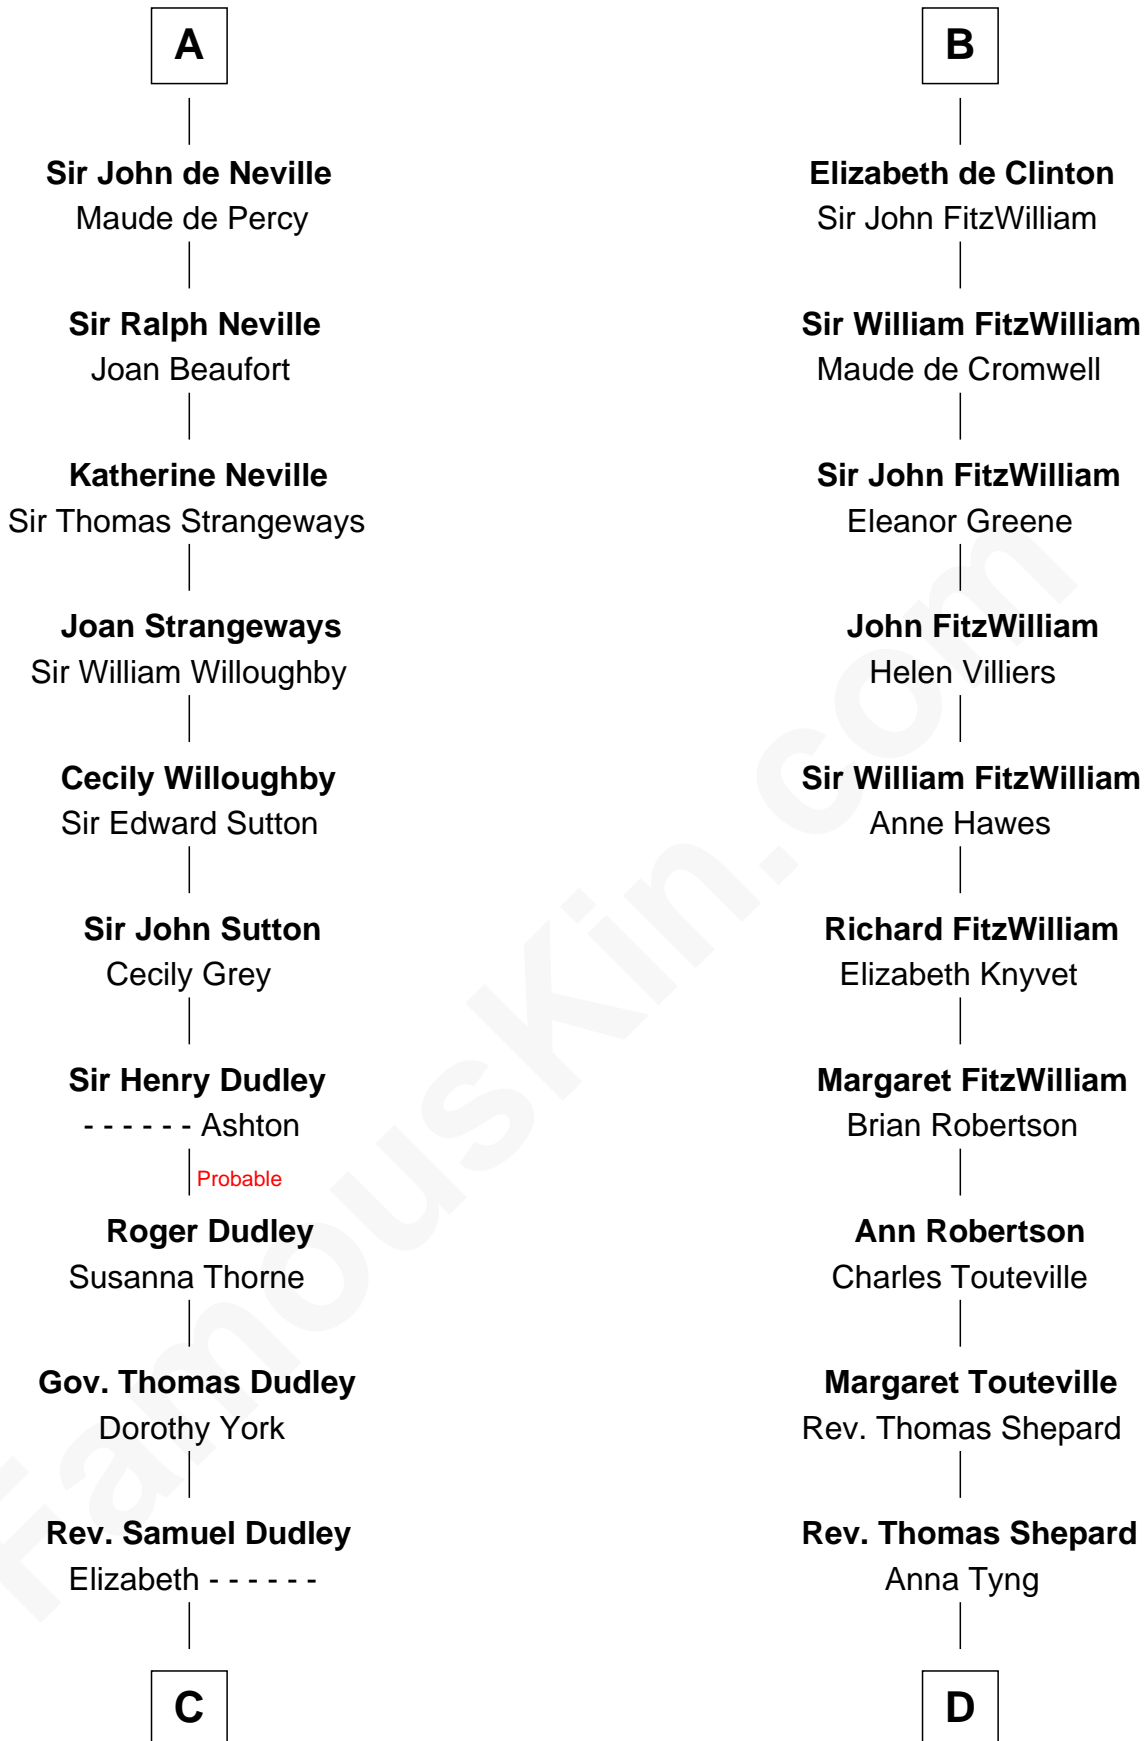 A
Sir John de Neville
Maude de Percy
Sir Ralph Neville
Joan Beaufort
Katherine Neville
Sir Thomas Strangeways
Joan Strangeways
Sir William Willoughby
Cecily Willoughby
Sir Edward Sutton
Sir John Sutton
Cecily Grey
Sir Henry Dudley
- - - - - - Ashton
Probable
Roger Dudley
Susanna Thorne
Gov. Thomas Dudley
Dorothy York
Rev. Samuel Dudley
Elizabeth - - - - - -
C
B
Elizabeth de Clinton
Sir John FitzWilliam
Sir William FitzWilliam
Maude de Cromwell
Sir John FitzWilliam
Eleanor Greene
John FitzWilliam
Helen Villiers
Sir William FitzWilliam
Anne Hawes
Richard FitzWilliam
Elizabeth Knyvet
Margaret FitzWilliam
Brian Robertson
Ann Robertson
Charles Touteville
Margaret Touteville
Rev. Thomas Shepard
Rev. Thomas Shepard
Anna Tyng
D
FamousKin.com